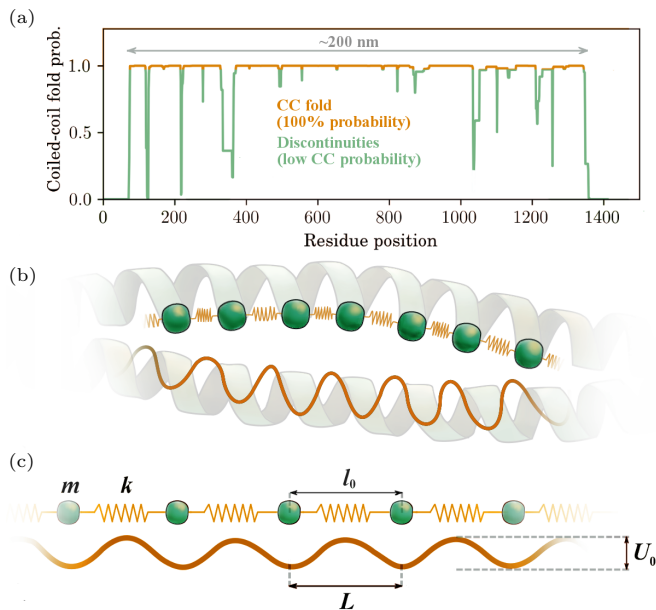 (a)
Coiled-coil fold prob.
~200 nm
1.0
0.5
0.0
CC fold
(100% probability)
Discontinuities
(low CC probability)
0 200 400 600 800 1000 1200 1400
Residue position
(b)
(c)
m k l₀
U₀
L